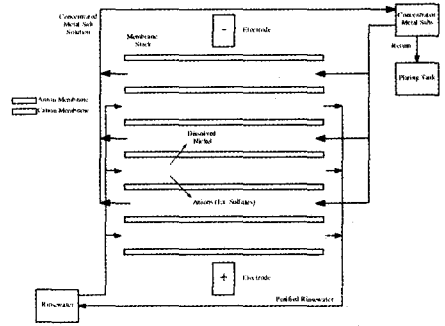 Concentrated
Metal Salt
Solution
Membrane
Stack
-
Electrode
Concentrated
Metal Salts
Return
Plating Tank
Anion Membrane
Cation Membrane
Dissolved
Nickel
Anions (i.e. Sulfates)
+
Electrode
Rinsewater
Purified Rinsewater